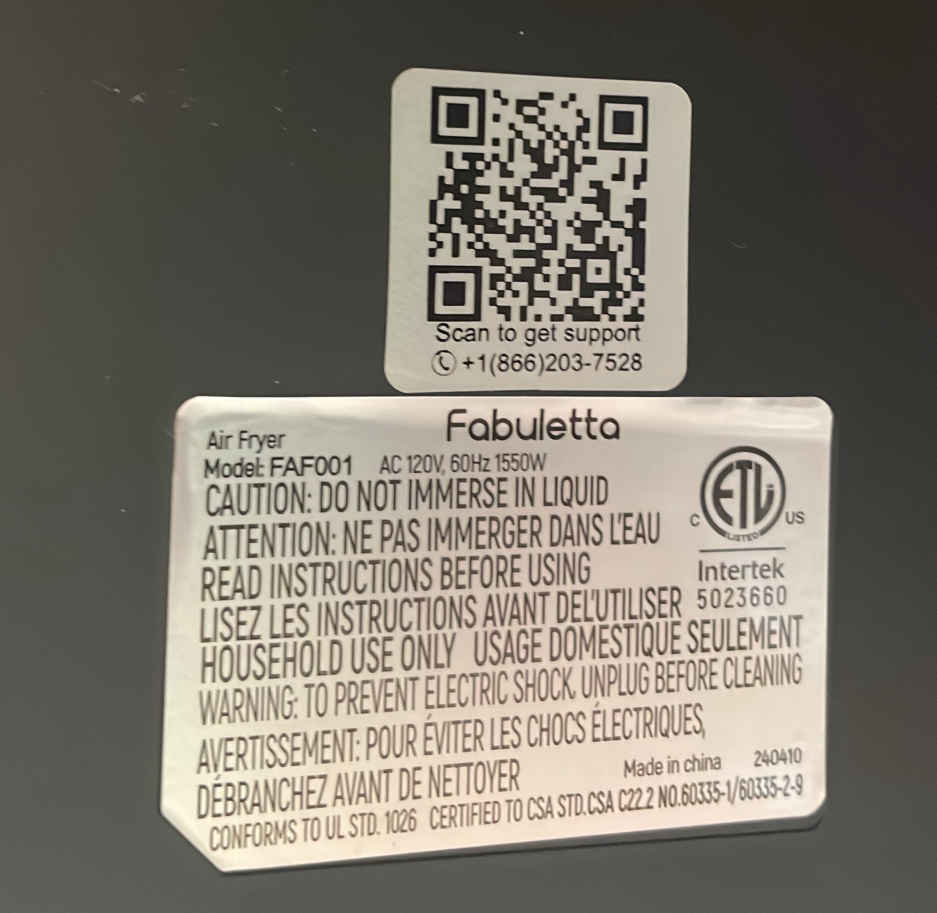 Scan to get support
+1(866)203-7528
Fabuletta
Air Fryer
Model: FAF001 AC 120V, 60Hz 1550W
CAUTION: DO NOT IMMERSE IN LIQUID
ATTENTION: NE PAS IMMERGER DANS L'EAU
READ INSTRUCTIONS BEFORE USING
LISEZ LES INSTRUCTIONS AVANT DEL'UTILISER
HOUSEHOLD USE ONLY USAGE DOMESTIQUE SEULEMENT
WARNING: TO PREVENT ELECTRIC SHOCK, UNPLUG BEFORE CLEANING
AVERTISSEMENT: POUR ÉVITER LES CHOCS ÉLECTRIQUES,
DÉBRANCHEZ AVANT DE NETTOYER
Made in china 240410
CONFORMS TO UL STD. 1026 CERTIFIED TO CSA STD.CSA C22.2 NO.60335-1/60335-2-9
ETL
C LISTED US
Intertek
5023660